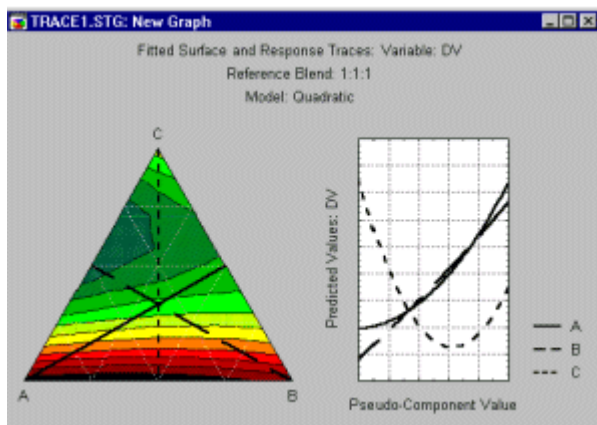 TRACE1.STG: New Graph
Fitted Surface and Response Traces: Variable: DV
Reference Blend: 1:1:1
Model: Quadratic
C
A
B
Predicted Values: DV
Pseudo-Component Value
A
B
C